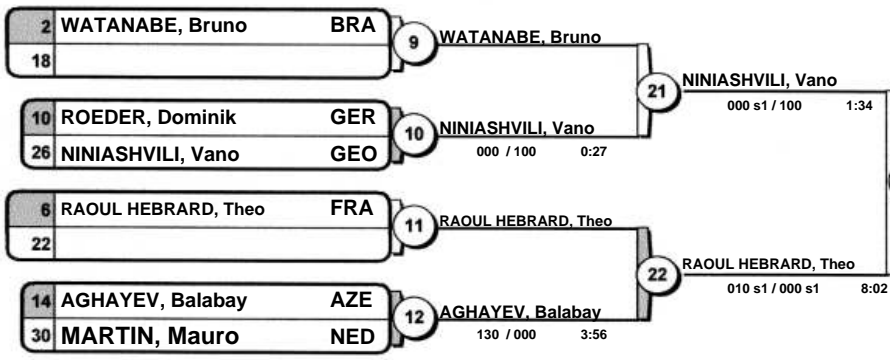 2 WATANABE, Bruno BRA
18
9
WATANABE, Bruno
10 ROEDER, Dominik GER
26 NINIASHVILI, Vano GEO
10
NINIASHVILI, Vano
000 / 100 0:27
21
NINIASHVILI, Vano
000 s1 / 100 1:34
6 RAOUL HEBRARD, Theo FRA
22
11
RAOUL HEBRARD, Theo
14 AGHAYEV, Balabay AZE
30 MARTIN, Mauro NED
12
AGHAYEV, Balabay
130 / 000 3:56
22
RAOUL HEBRARD, Theo
010 s1 / 000 s1 8:02